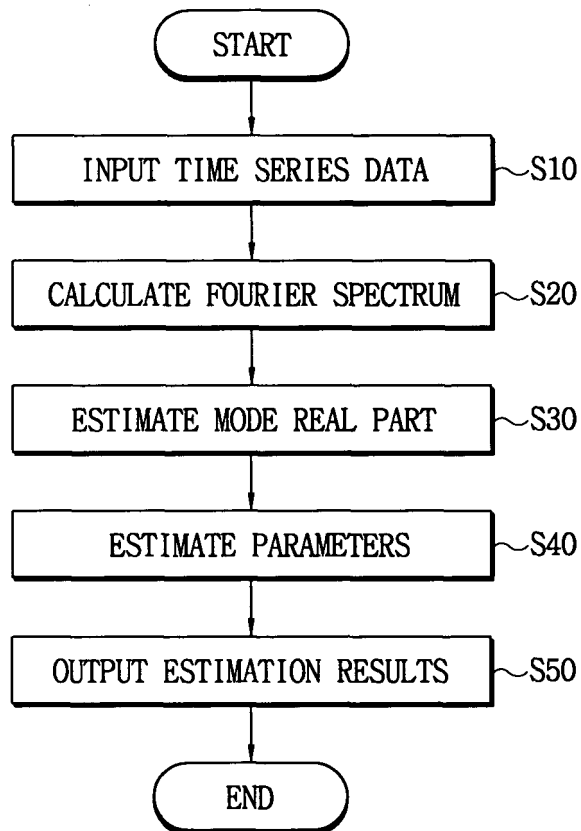 START
INPUT TIME SERIES DATA
S10
CALCULATE FOURIER SPECTRUM
S20
ESTIMATE MODE REAL PART
S30
ESTIMATE PARAMETERS
S40
OUTPUT ESTIMATION RESULTS
S50
END